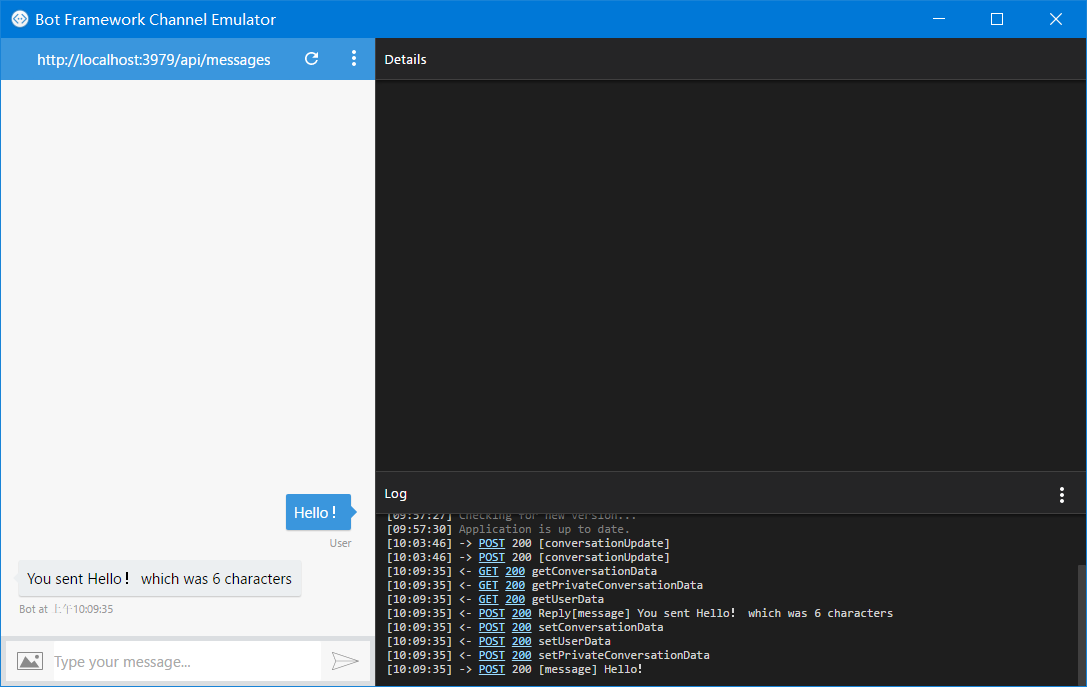 Bot Framework Channel Emulator
http://localhost:3979/api/messages
Details
Hello！
User
You sent Hello！ which was 6 characters
Bot at 上午10:09:35
Type your message...
Log
[09:57:27] Checking for new version...
[09:57:30] Application is up to date.
[10:03:46] -> POST 200 [conversationUpdate]
[10:03:46] -> POST 200 [conversationUpdate]
[10:09:35] <- GET 200 getConversationData
[10:09:35] <- GET 200 getPrivateConversationData
[10:09:35] <- GET 200 getUserData
[10:09:35] <- POST 200 Reply[message] You sent Hello！ which was 6 characters
[10:09:35] <- POST 200 setConversationData
[10:09:35] <- POST 200 setUserData
[10:09:35] <- POST 200 setPrivateConversationData
[10:09:35] -> POST 200 [message] Hello！